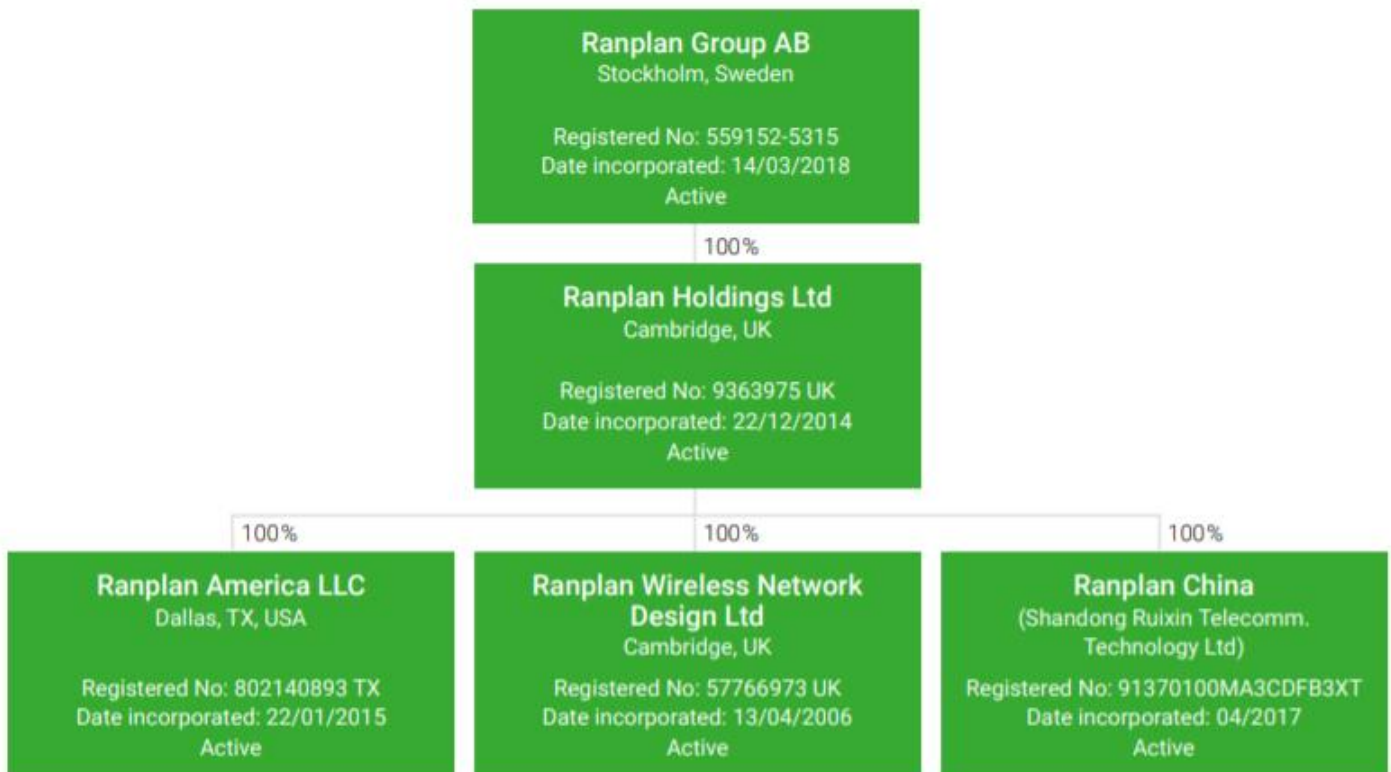 Ranplan Group AB
Stockholm, Sweden
Registered No: 559152-5315
Date incorporated: 14/03/2018
Active
100%
Ranplan Holdings Ltd
Cambridge, UK
Registered No: 9363975 UK
Date incorporated: 22/12/2014
Active
100%
100%
100%
Ranplan America LLC
Dallas, TX, USA
Registered No: 802140893 TX
Date incorporated: 22/01/2015
Active
Ranplan Wireless Network
Design Ltd
Cambridge, UK
Registered No: 57766973 UK
Date incorporated: 13/04/2006
Active
Ranplan China
(Shandong Ruixin Telecomm.
Technology Ltd)
Registered No: 91370100MA3CDFB3XT
Date incorporated: 04/2017
Active